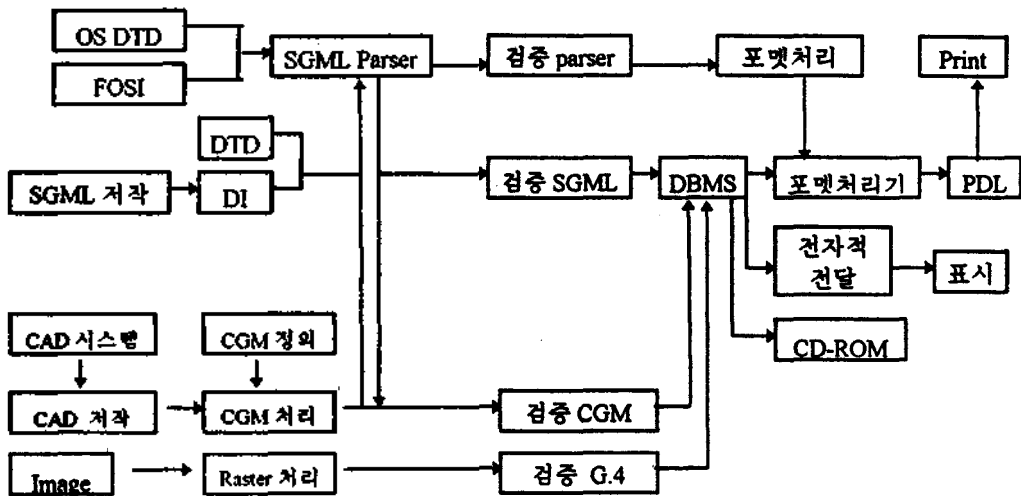 OS DTD
FOSI
SGML Parser
검증 parser
포멧처리
Print
DTD
SGML 저작
DI
검증 SGML
DBMS
포멧처리기
PDL
전자적
전달
표시
CD-ROM
CAD 시스템
CGM 정의
CAD 저작
CGM 처리
검증 CGM
Image
Raster 처리
검증 G.4